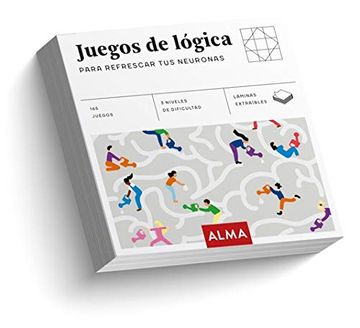 Juegos de lógica
PARA REFRESCAR TUS NEURONAS
165
JUEGOS
3 NIVELES
DE DIFICULTAD
LÁMINAS
EXTRAÍBLES
ALMA